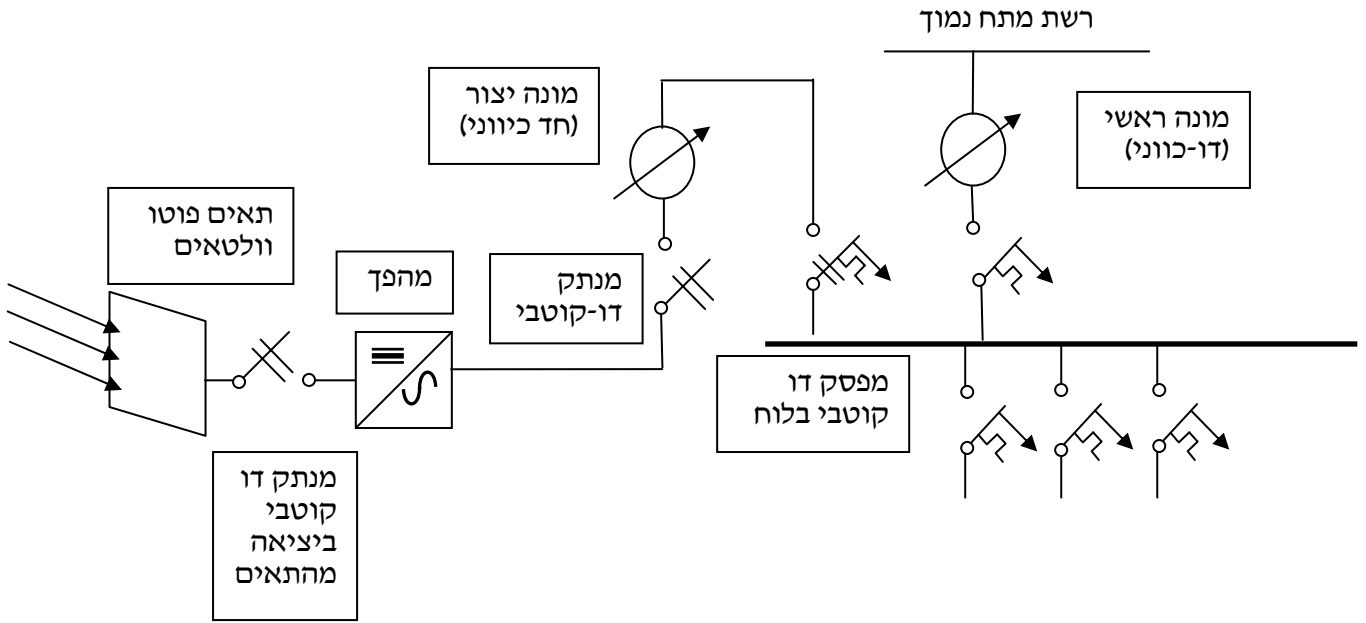 רשת מתח נמוך
מונה ראשי
(דו-כווני)
מונה יצור
(חד כיווני)
תאים פוטו
וולטאים
מהפך
מנתק
דו-קוטבי
מפסק דו
קוטבי בלוח
מנתק דו
קוטבי
ביציאה
מהתאים